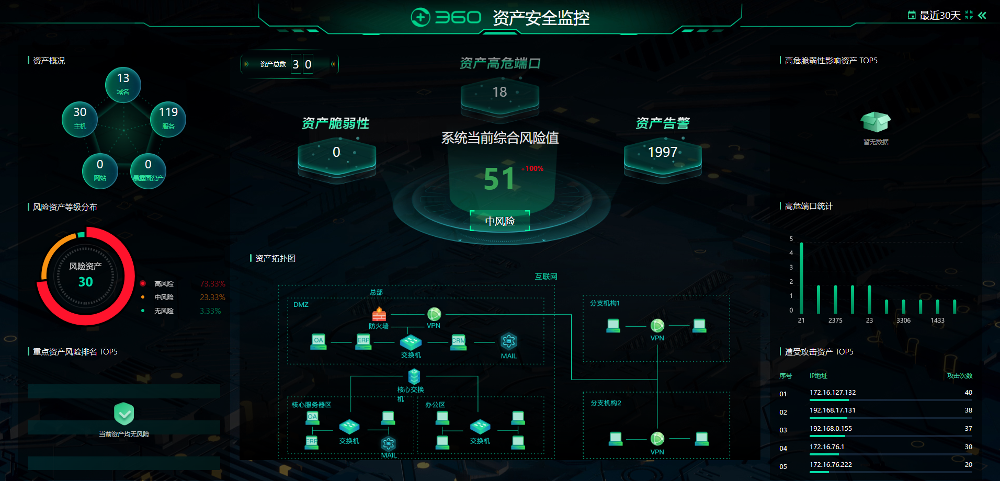 360 资产安全监控
最近30天
资产概况
13
域名
30
主机
119
服务
0
网站
0
暴露面资产
风险资产等级分布
风险资产
30
高风险 73.33%
中风险 23.33%
无风险 3.33%
重点资产风险排名 TOP5
当前资产均无风险
资产总数 3 0
资产高危端口
18
资产脆弱性
0
资产告警
1997
系统当前综合风险值
51 +100%
中风险
资产拓扑图
互联网
总部
DMZ
防火墙
VPN
OA
ERP
交换机
CRM
MAIL
核心交换
机
核心服务器区
OA
ERP
交换机
MAIL
办公区
交换机
分支机构1
VPN
分支机构2
VPN
高危脆弱性影响资产 TOP5
暂无数据
高危端口统计
5
4
3
2
1
0
21 2375 23 3306 1433
遭受攻击资产 TOP5
序号 IP地址 攻击次数
01 172.16.127.132 40
02 192.168.17.131 38
03 192.168.0.155 37
04 172.16.76.1 30
05 172.16.76.222 20